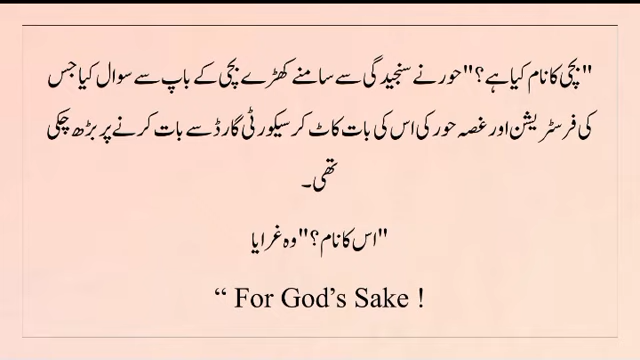 "بچی کا نام کیا ہے؟" حور نے سنجیدگی سے سامنے کھڑے بچی کے باپ سے سوال کیا جس
کی فرسٹریشن اور غصہ حور کی اس کی بات کاٹ کر سیکورٹی گارڈ سے بات کرنے پر بڑھ چکی
تھی۔
"اس کا نام؟" وہ غرایا
“ For God’s Sake !